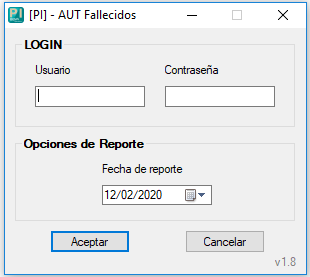 [PI] - AUT Fallecidos
LOGIN
Usuario Contraseña
Opciones de Reporte
Fecha de reporte
12/02/2020
Aceptar Cancelar
v1.8